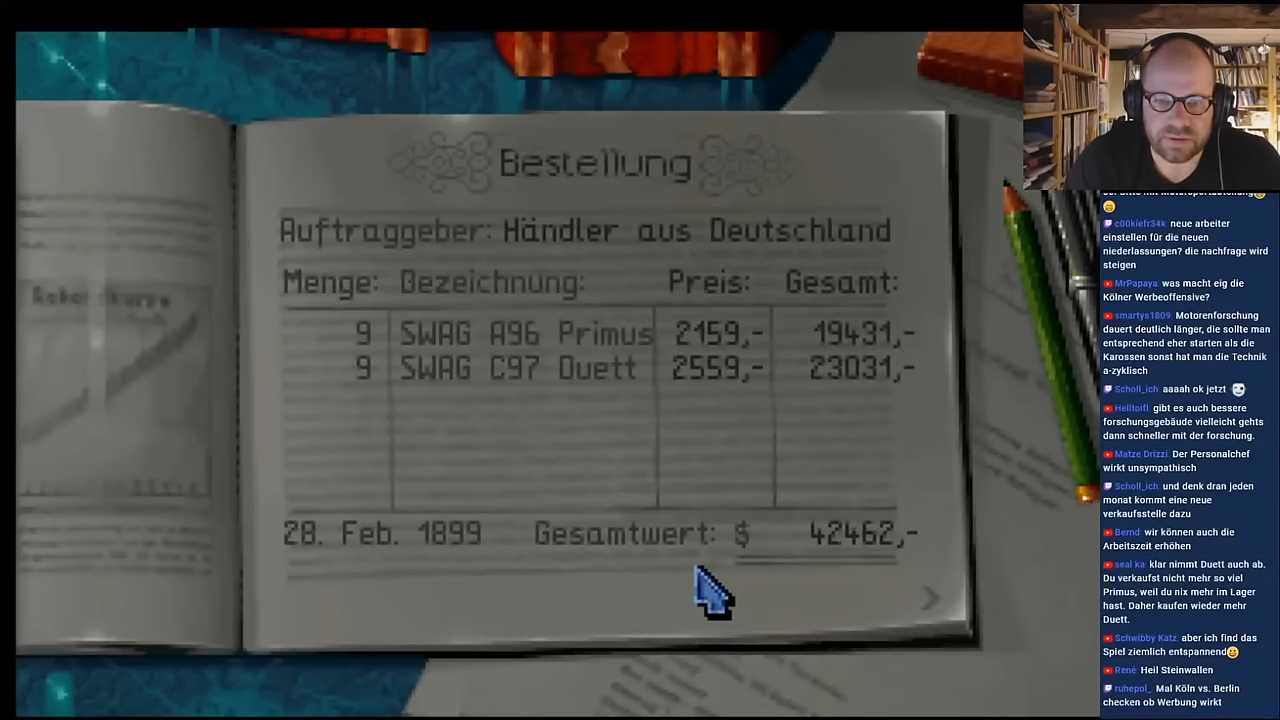 Bestellung
Auftraggeber: Händler aus Deutschland
Menge: Bezeichnung: Preis: Gesamt:
9 SWAG A96 Primus 2159,- 19431,-
9 SWAG C97 Duett 2559,- 23031,-
28. Feb. 1899 Gesamtwert: $ 42462,-
c00kiefr34k neue arbeiter
einstellen für die neuen
niederlassungen? die nachfrage wird
steigen
MrPapaya was macht eig die
Kölner Werbeoffensive?
smartys1809 Motorenforschung
dauert deutlich länger, die sollte man
entsprechend eher starten als die
Karossen sonst hat man die Technik
a-zyklisch
Scholl_ich aaaah ok jetzt
Helltoifl gibt es auch bessere
forschungsgebäude vielleicht gehts
dann schneller mit der forschung.
Matze Drizzi Der Personalchef
wirkt unsympathisch
Scholl_ich und denk dran jeden
monat kommt eine neue
verkaufsstelle dazu
Bernd wir können auch die
Arbeitszeit erhöhen
seal ka klar nimmt Duett auch ab.
Du verkaufst nicht mehr so viel
Primus, weil du nix mehr im Lager
hast. Daher kaufen wieder mehr
Duett.
Schwibby Katz aber ich find das
Spiel ziemlich entspannend
René Heil Steinwallen
ruhepol_ Mal Köln vs. Berlin
checken ob Werbung wirkt